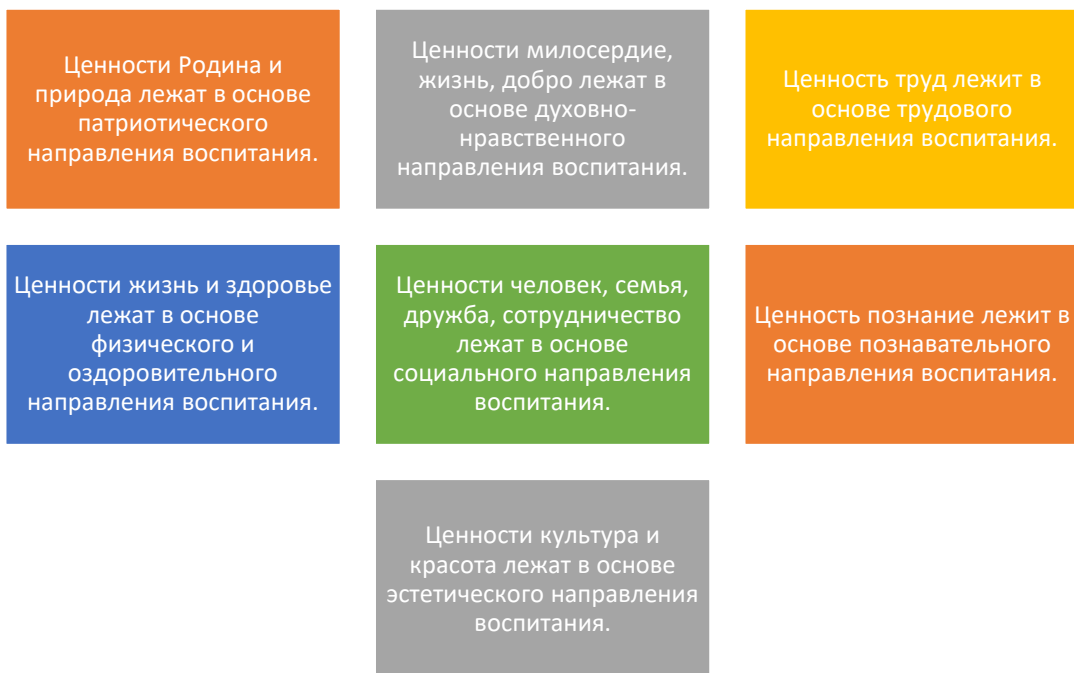 Ценности Родина и
природа лежат в основе
патриотического
направления воспитания.
Ценности милосердие,
жизнь, добро лежат в
основе духовно-
нравственного
направления воспитания.
Ценность труд лежит в
основе трудового
направления воспитания.
Ценности жизнь и здоровье
лежат в основе
физического и
оздоровительного
направления воспитания.
Ценности человек, семья,
дружба, сотрудничество
лежат в основе
социального направления
воспитания.
Ценность познание лежит в
основе познавательного
направления воспитания.
Ценности культура и
красота лежат в основе
эстетического направления
воспитания.